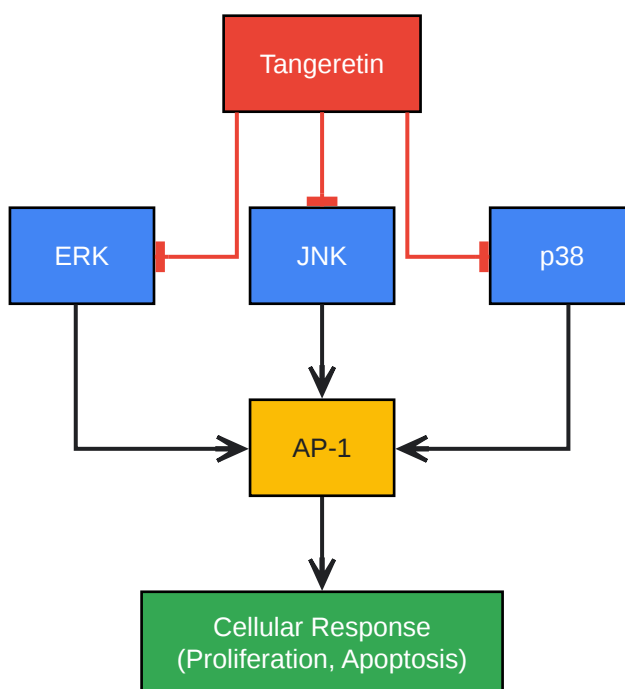 Tangeretin
ERK
JNK
p38
AP-1
Cellular Response
(Proliferation, Apoptosis)